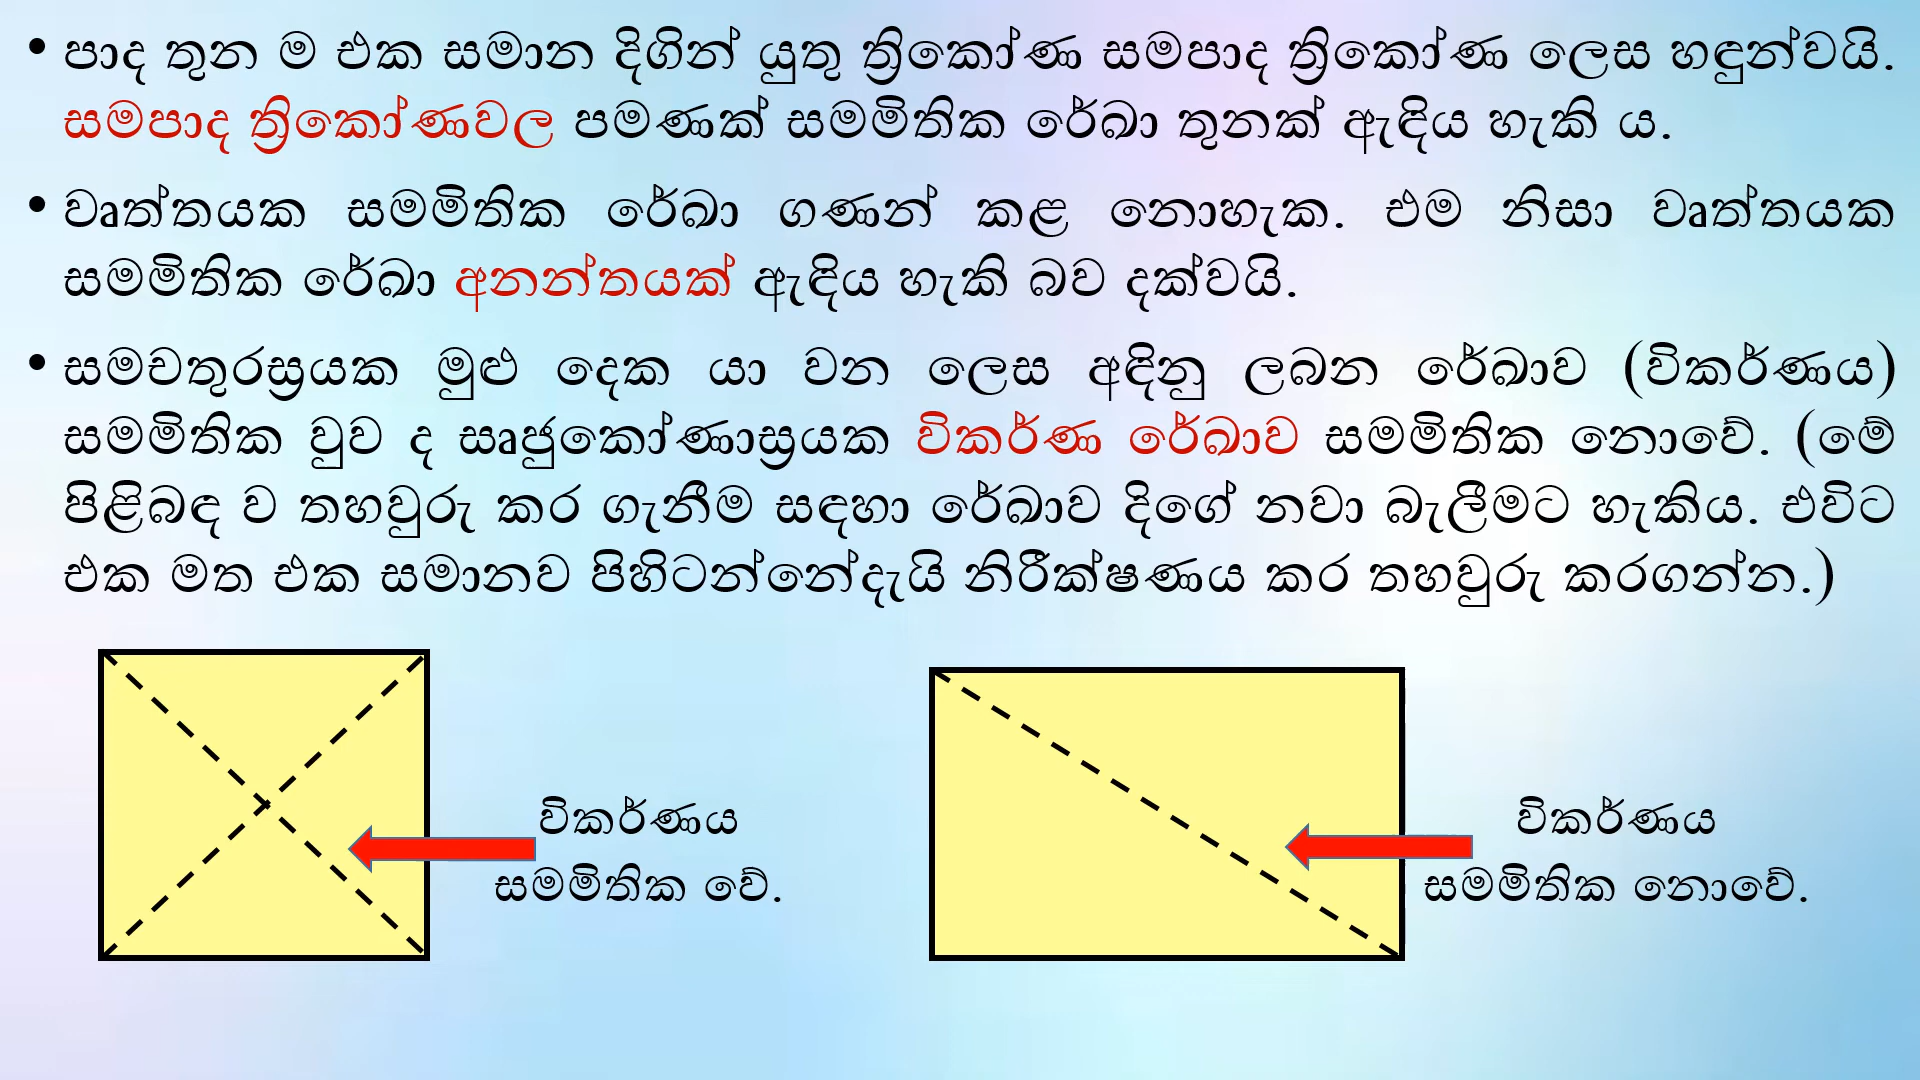 • පාද තුන ම එක සමාන දිගින් යුතු ත්‍රිකෝණ සමපාද ත්‍රිකෝණ ලෙස හඳුන්වයි.
සමපාද ත්‍රිකෝණවල පමණක් සමමිතික රේඛා තුනක් ඇඳිය හැකි ය.
• වෘත්තයක සමමිතික රේඛා ගණන් කළ නොහැක. එම නිසා වෘත්තයක
සමමිතික රේඛා අනන්තයක් ඇඳිය හැකි බව දක්වයි.
• සමචතුරස්‍රයක මුළු දෙක යා වන ලෙස අඳිනු ලබන රේඛාව (විකර්ණය)
සමමිතික වුව ද සෘජුකෝණාස්‍රයක විකර්ණ රේඛාව සමමිතික නොවේ. (මේ
පිළිබඳ ව තහවුරු කර ගැනීම සඳහා රේඛාව දිගේ නවා බැලීමට හැකිය. එවිට
එක මත එක සමානව පිහිටන්නේදැයි නිරීක්ෂණය කර තහවුරු කරගන්න.)
විකර්ණය
සමමිතික වේ.
විකර්ණය
සමමිතික නොවේ.